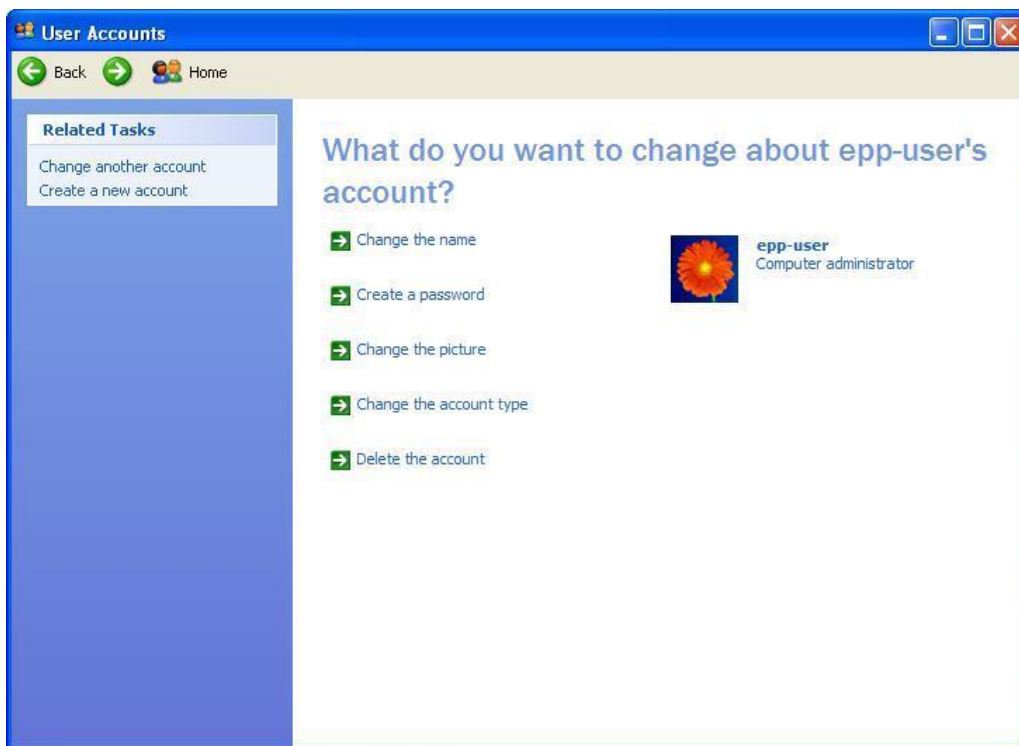 User Accounts
Back
Home
Related Tasks
Change another account
Create a new account
What do you want to change about epp-user's
account?
Change the name
Create a password
Change the picture
Change the account type
Delete the account
epp-user
Computer administrator